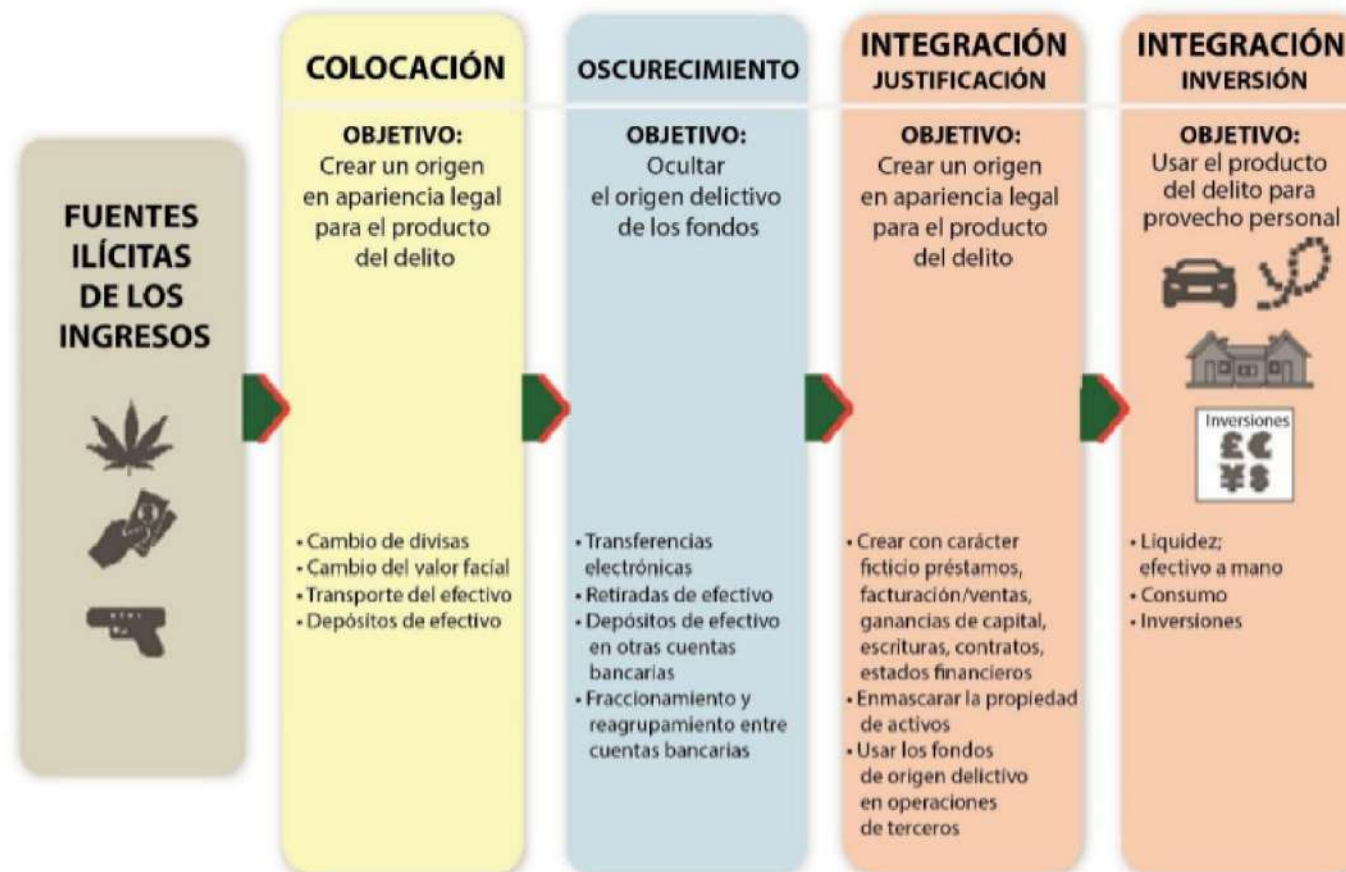 FUENTES
ILÍCITAS
DE LOS
INGRESOS
COLOCACIÓN
OBJETIVO:
Crear un origen
en apariencia legal
para el producto
del delito
• Cambio de divisas
• Cambio del valor facial
• Transporte del efectivo
• Depósitos de efectivo
OSCURECIMIENTO
OBJETIVO:
Ocultar
el origen delictivo
de los fondos
• Transferencias
electrónicas
• Retiradas de efectivo
• Depósitos de efectivo
en otras cuentas
bancarias
• Fraccionamiento y
reagrupamiento entre
cuentas bancarias
INTEGRACIÓN
JUSTIFICACIÓN
OBJETIVO:
Crear un origen
en apariencia legal
para el producto
del delito
• Crear con carácter
ficticio préstamos,
facturación/ventas,
ganancias de capital,
escrituras, contratos,
estados financieros
• Enmascarar la propiedad
de activos
• Usar los fondos
de origen delictivo
en operaciones
de terceros
INTEGRACIÓN
INVERSIÓN
OBJETIVO:
Usar el producto
del delito para
provecho personal
Inversiones
£ €
¥ $
• Liquidez;
efectivo a mano
• Consumo
• Inversiones